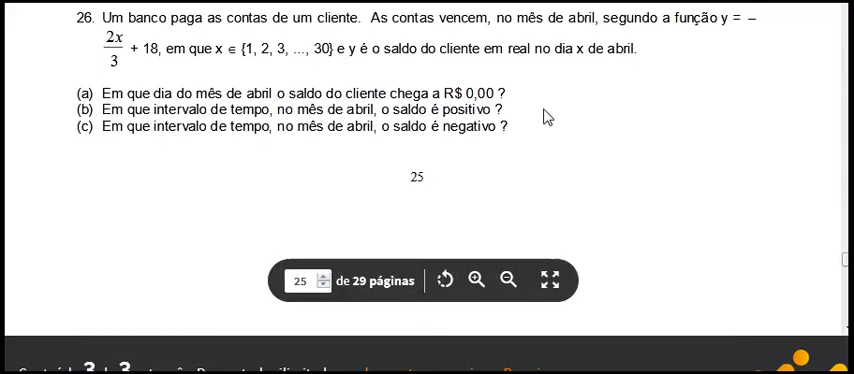 26. Um banco paga as contas de um cliente. As contas vencem, no mês de abril, segundo a função y = –
2x/3 + 18, em que x ∈ {1, 2, 3, ..., 30} e y é o saldo do cliente em real no dia x de abril.
(a) Em que dia do mês de abril o saldo do cliente chega a R$ 0,00 ?
(b) Em que intervalo de tempo, no mês de abril, o saldo é positivo ?
(c) Em que intervalo de tempo, no mês de abril, o saldo é negativo ?
25
25 de 29 páginas